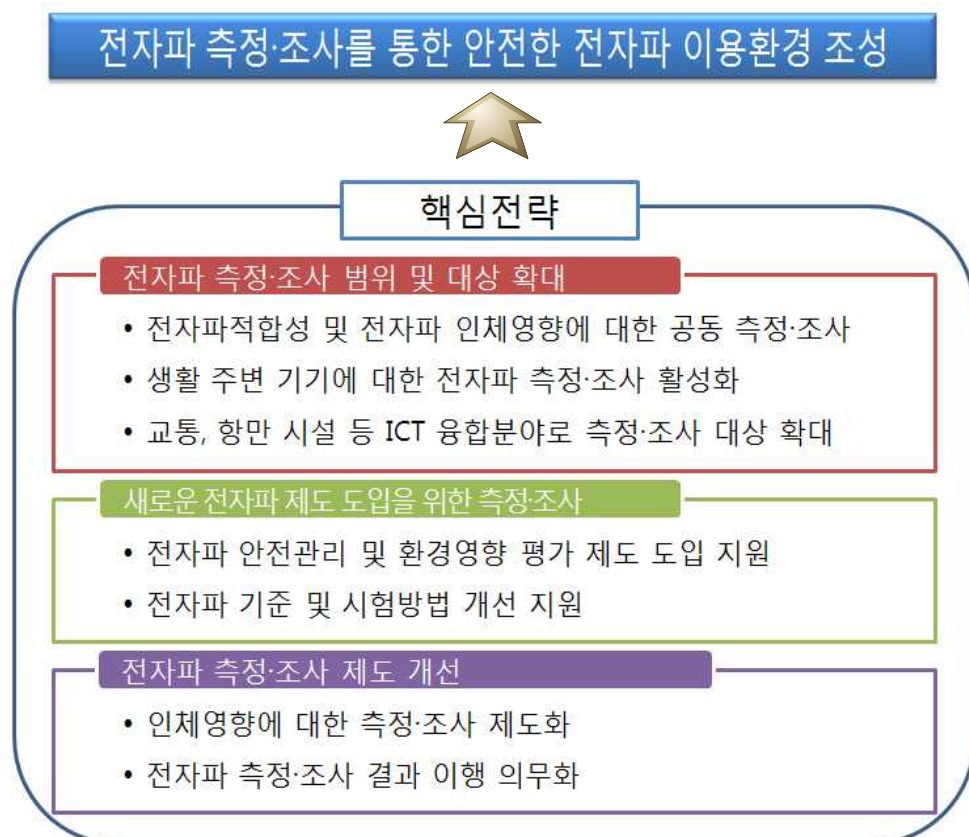 전자파 측정·조사를 통한 안전한 전자파 이용환경 조성
핵심전략
전자파 측정·조사 범위 및 대상 확대
• 전자파적합성 및 전자파 인체영향에 대한 공동 측정·조사
• 생활 주변 기기에 대한 전자파 측정·조사 활성화
• 교통, 항만 시설 등 ICT 융합분야로 측정·조사 대상 확대
새로운 전자파 제도 도입을 위한 측정·조사
• 전자파 안전관리 및 환경영향 평가 제도 도입 지원
• 전자파 기준 및 시험방법 개선 지원
전자파 측정·조사 제도 개선
• 인체영향에 대한 측정·조사 제도화
• 전자파 측정·조사 결과 이행 의무화